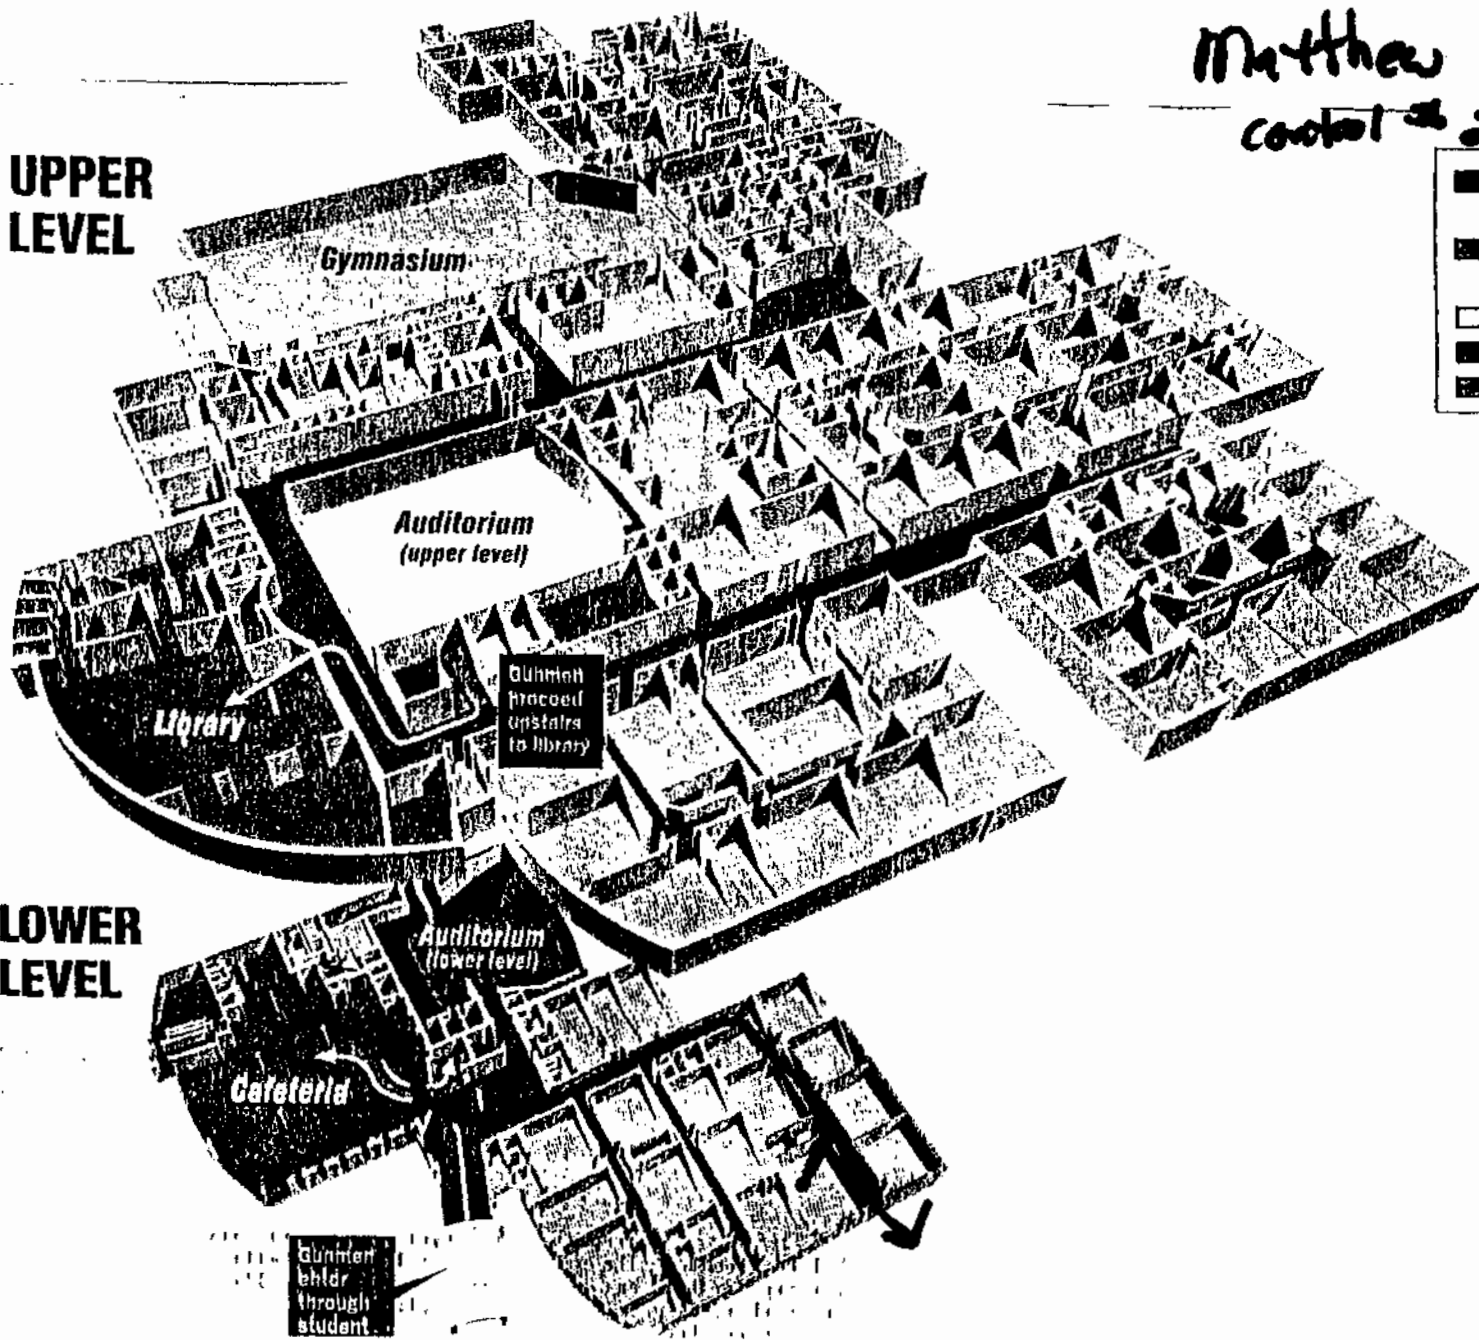 Matthew
control #
UPPER
LEVEL
Gymnasium
Auditorium
(upper level)
Gunmen
proceed
upstairs
to library
Library
LOWER
LEVEL
Auditorium
(lower level)
Cafeteria
Gunmen
through
student